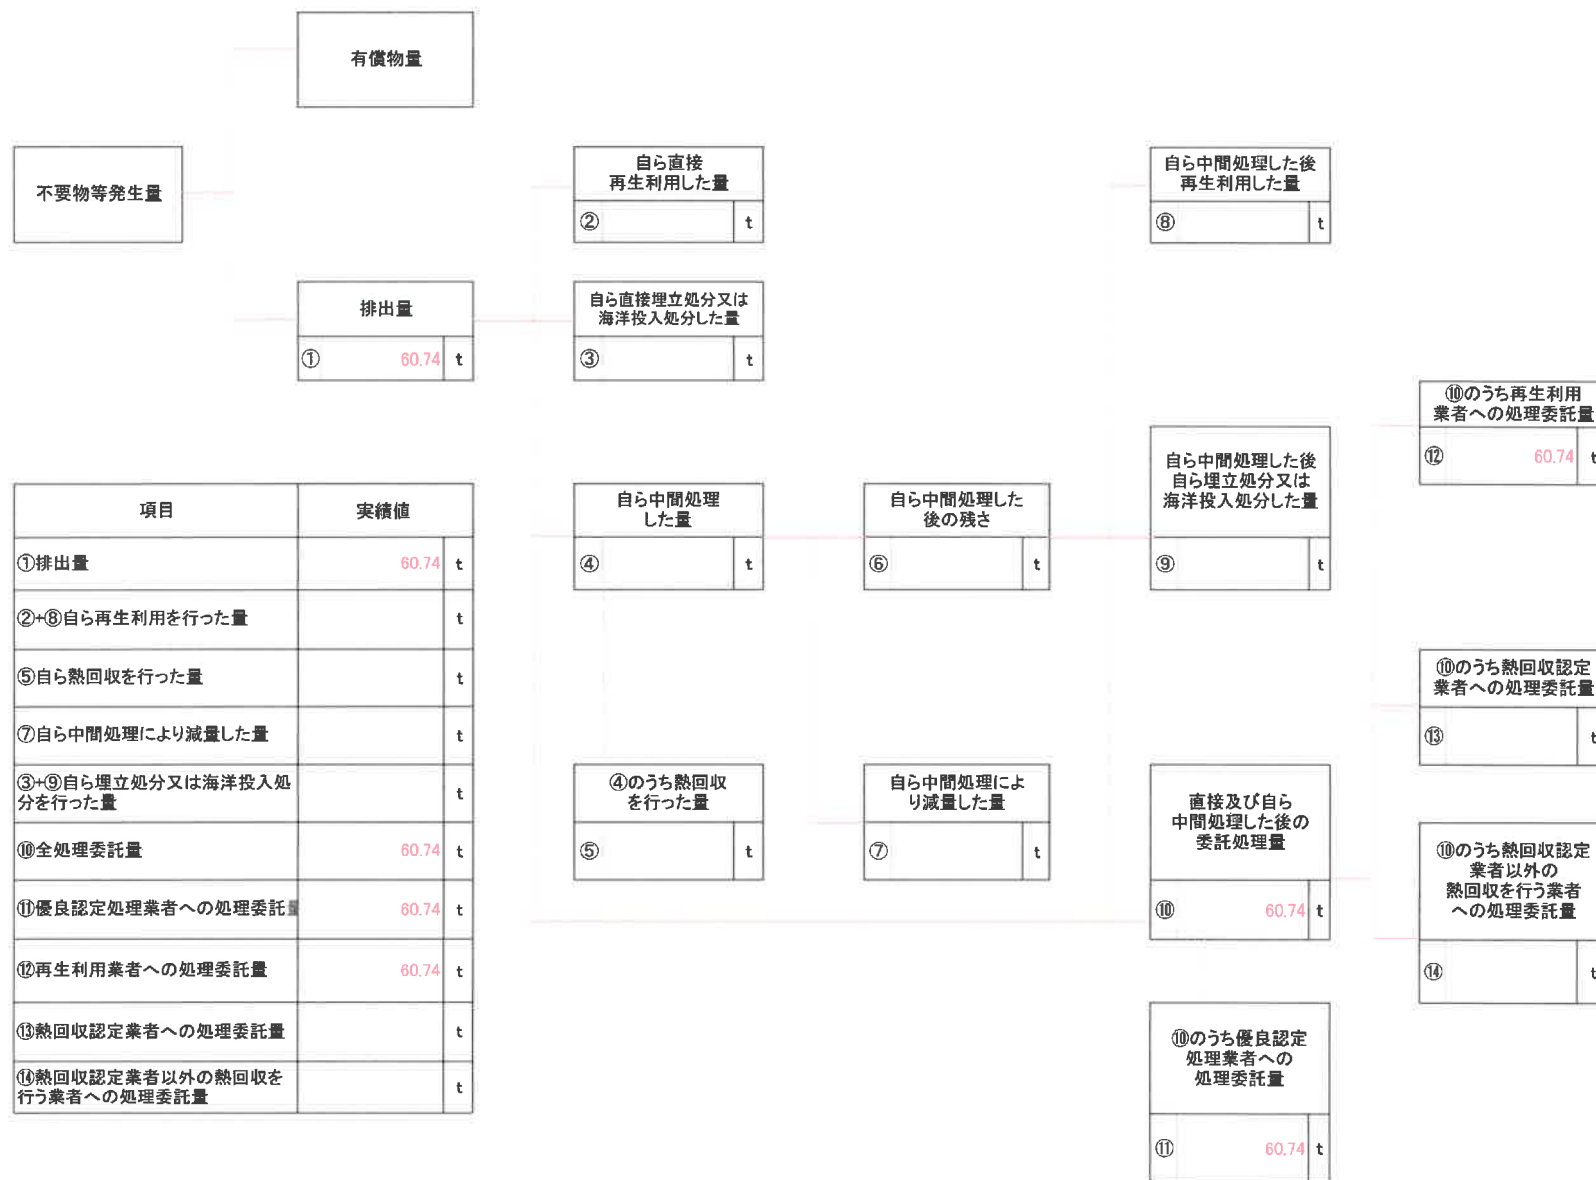 有償物量
不要物等発生量
自ら直接
再生利用した量
② t
自ら中間処理した後
再生利用した量
⑧ t
排出量
① 60.74 t
自ら直接埋立処分又は
海洋投入処分した量
③ t
⑩のうち再生利用
業者への処理委託量
⑫ 60.74 t
自ら中間処理した後
自ら埋立処分又は
海洋投入処分した量
⑨ t
自ら中間処理
した量
④ t
自ら中間処理した
後の残さ
⑥ t
項目 実績値
①排出量 60.74 t
②+⑧自ら再生利用を行った量 t
⑤自ら熱回収を行った量 t
⑦自ら中間処理により減量した量 t
③+⑨自ら埋立処分又は海洋投入処
分を行った量 t
⑩全処理委託量 60.74 t
⑪優良認定処理業者への処理委託量 60.74 t
⑫再生利用業者への処理委託量 60.74 t
⑬熱回収認定業者への処理委託量 t
⑭熱回収認定業者以外の熱回収を
行う業者への処理委託量 t
⑩のうち熱回収認定
業者への処理委託量
⑬ t
④のうち熱回収
を行った量
⑤ t
自ら中間処理によ
り減量した量
⑦ t
直接及び自ら
中間処理した後の
委託処理量
⑩ 60.74 t
⑩のうち熱回収認定
業者以外の
熱回収を行う業者
への処理委託量
⑭ t
⑩のうち優良認定
処理業者への
処理委託量
⑪ 60.74 t